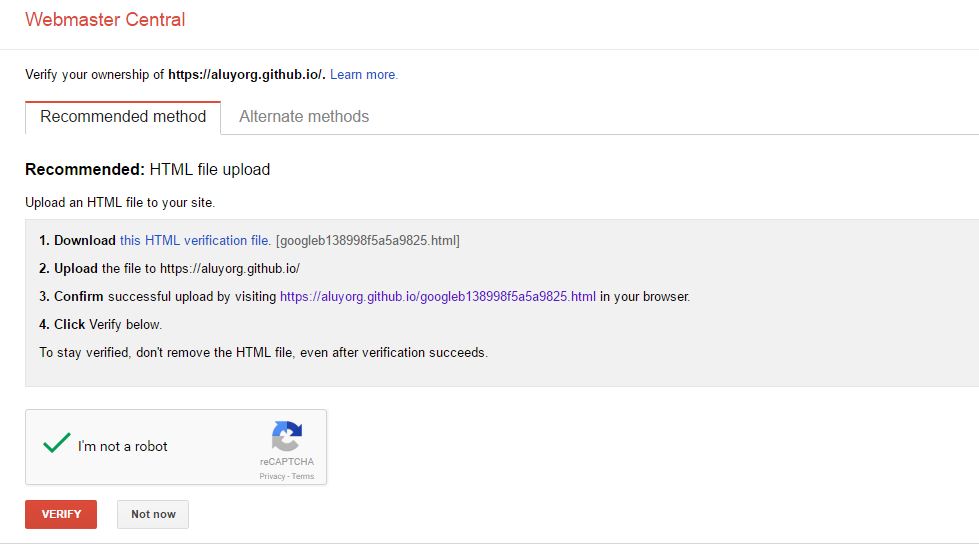 Webmaster Central
Verify your ownership of https://aluyorg.github.io/. Learn more.
Recommended method Alternate methods
Recommended: HTML file upload
Upload an HTML file to your site.
1. Download this HTML verification file. [googleb138998f5a5a9825.html]
2. Upload the file to https://aluyorg.github.io/
3. Confirm successful upload by visiting https://aluyorg.github.io/googleb138998f5a5a9825.html in your browser.
4. Click Verify below.
To stay verified, don't remove the HTML file, even after verification succeeds.
I'm not a robot
reCAPTCHA
Privacy - Terms
VERIFY Not now